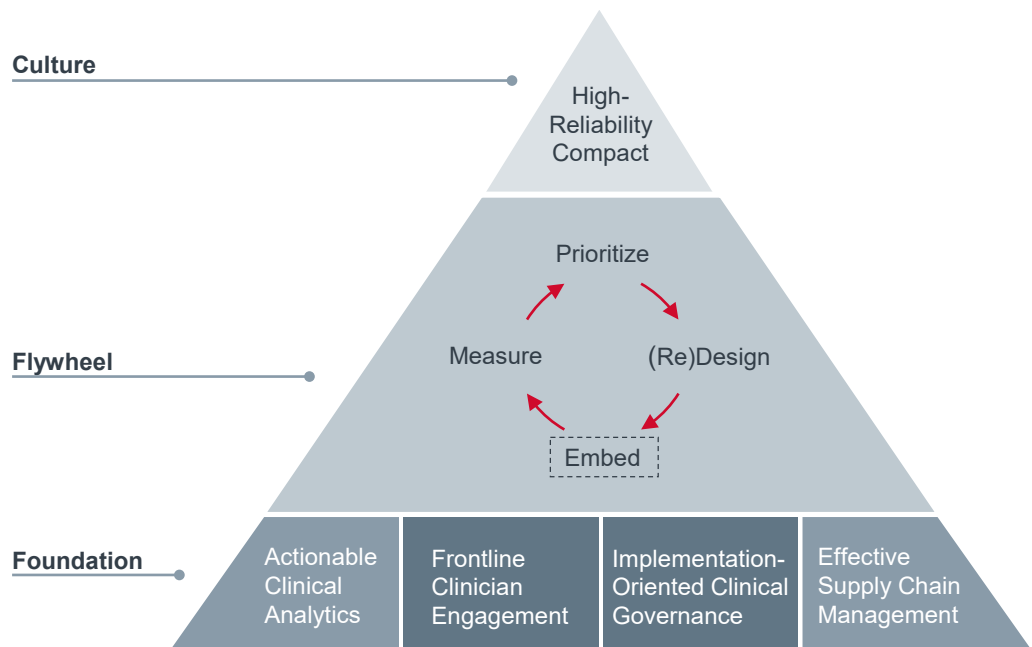 Culture
High-
Reliability
Compact
Prioritize
Flywheel
Measure
(Re)Design
Embed
Foundation
Actionable
Clinical
Analytics
Frontline
Clinician
Engagement
Implementation-
Oriented Clinical
Governance
Effective
Supply Chain
Management